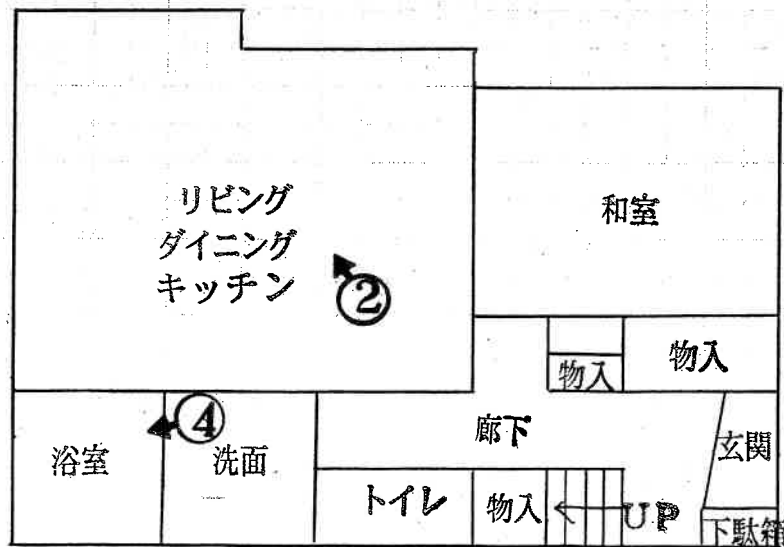 リビング
ダイニング
キッチン
②
和室
物入
物入
④
浴室
洗面
廊下
玄関
トイレ
物入
UP
下駄箱